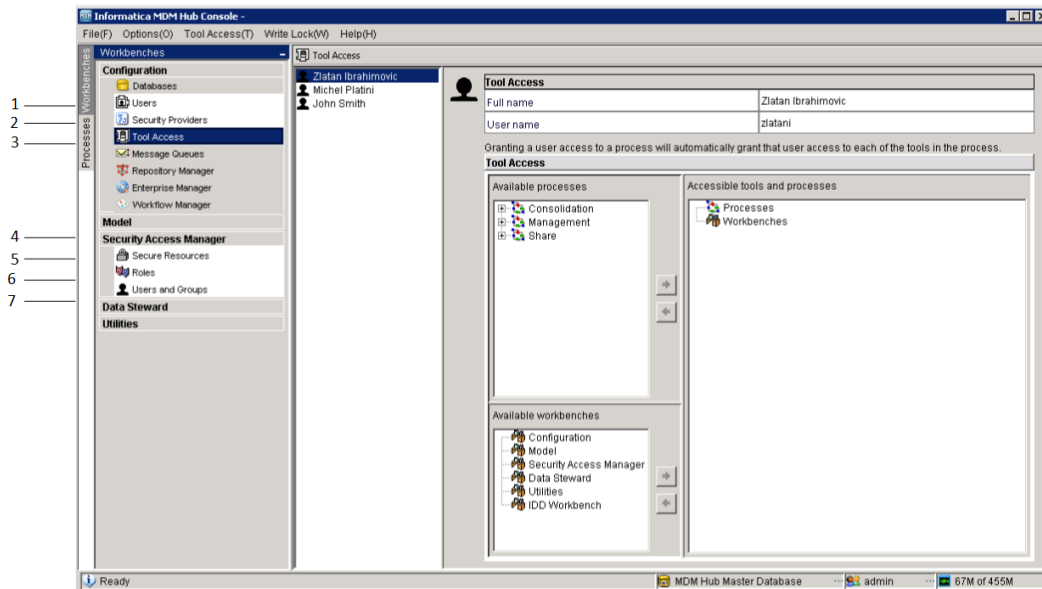 Informatica MDM Hub Console -
File(F) Options(O) Tool Access(T) Write Lock(W) Help(H)
Workbenches
Processes
Workbenches
Configuration
Databases
1
Users
2
Security Providers
3
Tool Access
Message Queues
Repository Manager
Enterprise Manager
Workflow Manager
Model
4
Security Access Manager
5
Secure Resources
6
Roles
7
Users and Groups
Data Steward
Utilities
Tool Access
Zlatan Ibrahimovic
Michel Platini
John Smith
Tool Access
Full name Zlatan Ibrahimovic
User name zlatani
Granting a user access to a process will automatically grant that user access to each of the tools in the process.
Tool Access
Available processes
Consolidation
Management
Share
Available workbenches
Configuration
Model
Security Access Manager
Data Steward
Utilities
IDD Workbench
Accessible tools and processes
Processes
Workbenches
Ready
MDM Hub Master Database
admin
67M of 455M